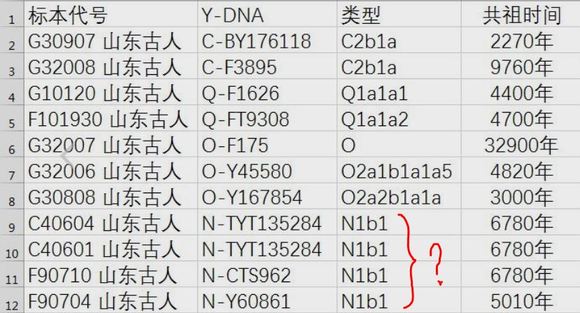 1 标本代号 Y-DNA 类型 共祖时间
2 G30907 山东古人 C-BY176118 C2b1a 2270年
3 G32008 山东古人 C-F3895 C2b1a 9760年
4 G10120 山东古人 Q-F1626 Q1a1a1 4400年
5 F101930 山东古人 Q-FT9308 Q1a1a2 4700年
6 G32007 山东古人 O-F175 O 32900年
7 G32006 山东古人 O-Y45580 O2a1b1a1a5 4820年
8 G30808 山东古人 O-Y167854 O2a2b1a1a 3000年
9 C40604 山东古人 N-TYT135284 N1b1 6780年
10 C40601 山东古人 N-TYT135284 N1b1 6780年
11 F90710 山东古人 N-CTS962 N1b1 6780年
12 F90704 山东古人 N-Y60861 N1b1 5010年
?